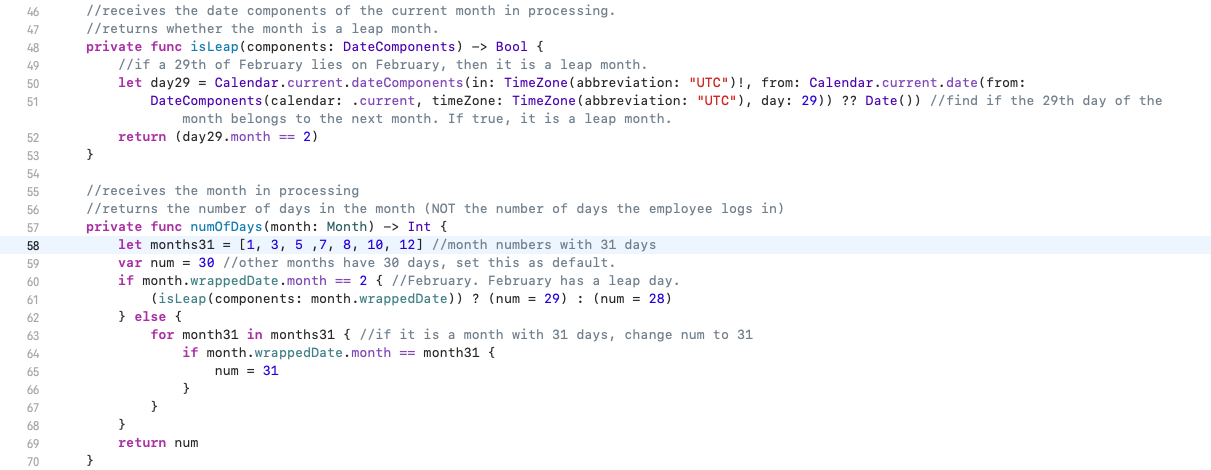 46 //receives the date components of the current month in processing.
47 //returns whether the month is a leap month.
48 private func isLeap(components: DateComponents) -> Bool {
49 //if a 29th of February lies on February, then it is a leap month.
50 let day29 = Calendar.current.dateComponents(in: TimeZone(abbreviation: "UTC")!, from: Calendar.current.date(from:
51 DateComponents(calendar: .current, timeZone: TimeZone(abbreviation: "UTC"), day: 29)) ?? Date()) //find if the 29th day of the
month belongs to the next month. If true, it is a leap month.
52 return (day29.month == 2)
53 }
54
55 //receives the month in processing
56 //returns the number of days in the month (NOT the number of days the employee logs in)
57 private func numOfDays(month: Month) -> Int {
58 let months31 = [1, 3, 5 ,7, 8, 10, 12] //month numbers with 31 days
59 var num = 30 //other months have 30 days, set this as default.
60 if month.wrappedDate.month == 2 { //February. February has a leap day.
61 (isLeap(components: month.wrappedDate)) ? (num = 29) : (num = 28)
62 } else {
63 for month31 in months31 { //if it is a month with 31 days, change num to 31
64 if month.wrappedDate.month == month31 {
65 num = 31
66 }
67 }
68 }
69 return num
70 }